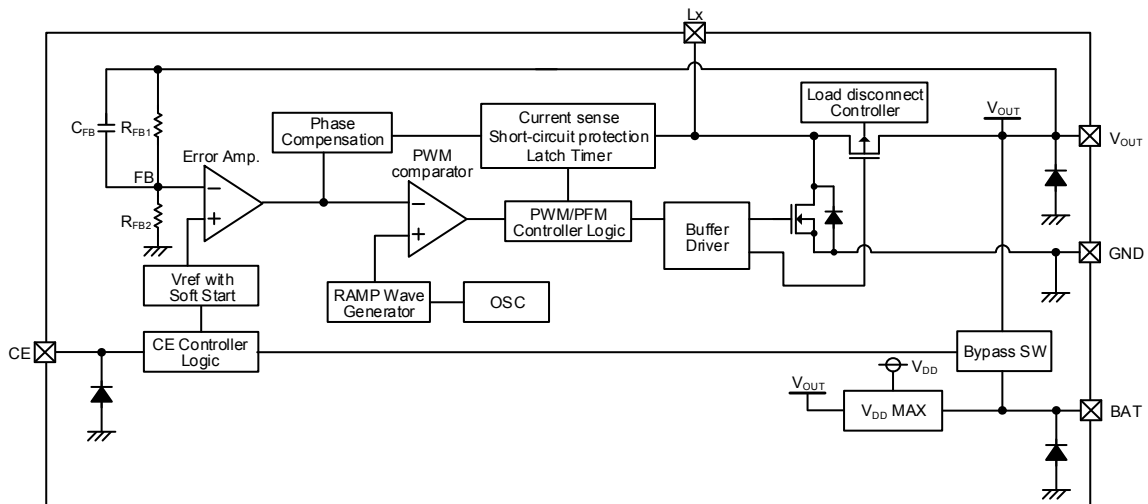 Lx
Load disconnect
Controller
VOUT
CFB
RFB1
Phase
Compensation
Current sense
Short-circuit protection
Latch Timer
VOUT
Error Amp.
PWM
comparator
FB
RFB2
PWM/PFM
Controller Logic
Buffer
Driver
GND
Vref with
Soft Start
RAMP Wave
Generator
OSC
CE
CE Controller
Logic
Bypass SW
VDD
VOUT
VDD MAX
BAT